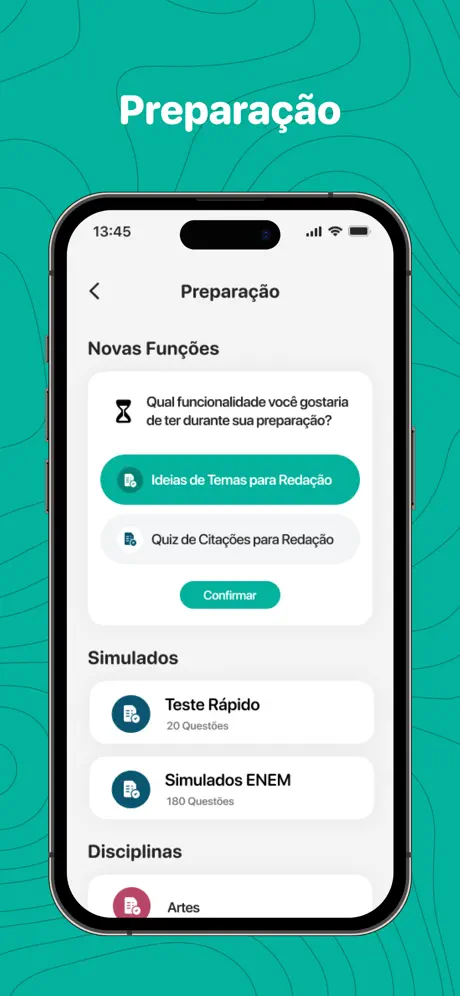 Preparação
13:45
Preparação
Novas Funções
Qual funcionalidade você gostaria
de ter durante sua preparação?
Ideias de Temas para Redação
Quiz de Citações para Redação
Confirmar
Simulados
Teste Rápido
20 Questões
Simulados ENEM
180 Questões
Disciplinas
Artes